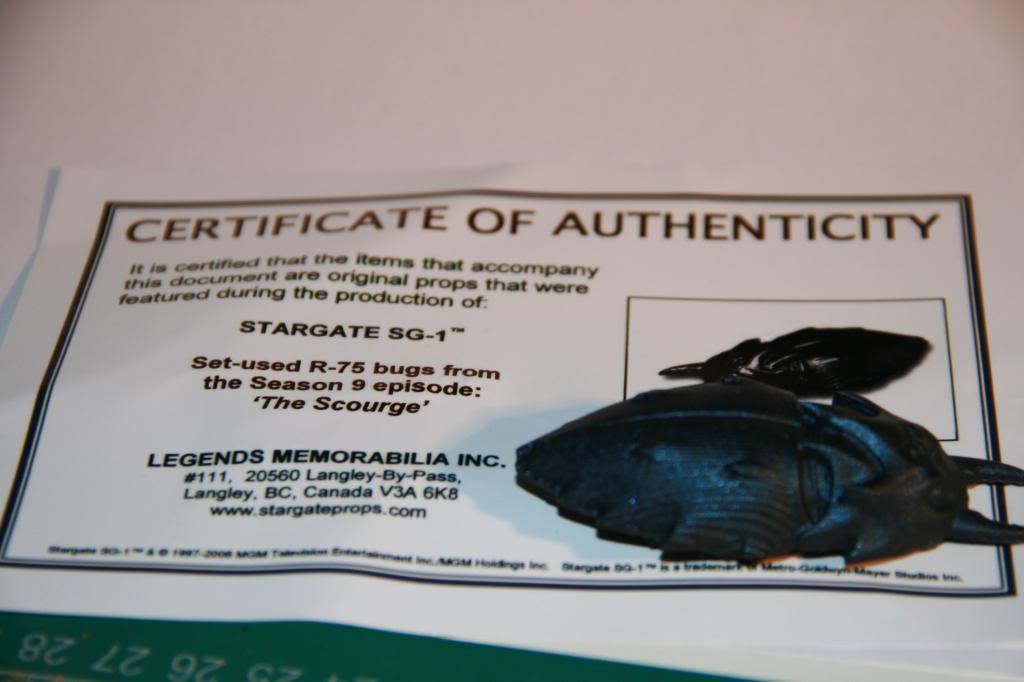 CERTIFICATE OF AUTHENTICITY
It is certified that the items that accompany
this document are original props that were
featured during the production of:
STARGATE SG-1™
Set-used R-75 bugs from
the Season 9 episode:
'The Scourge'
LEGENDS MEMORABILIA INC.
#111, 20560 Langley-By-Pass,
Langley, BC, Canada V3A 6K8
www.stargateprops.com
Stargate SG-1™ & © 1997-2006 MGM Television Entertainment Inc./MGM Holdings Inc. Stargate SG-1™ is a trademark of Metro-Goldwyn-Mayer Studios Inc.
28 27 26 25